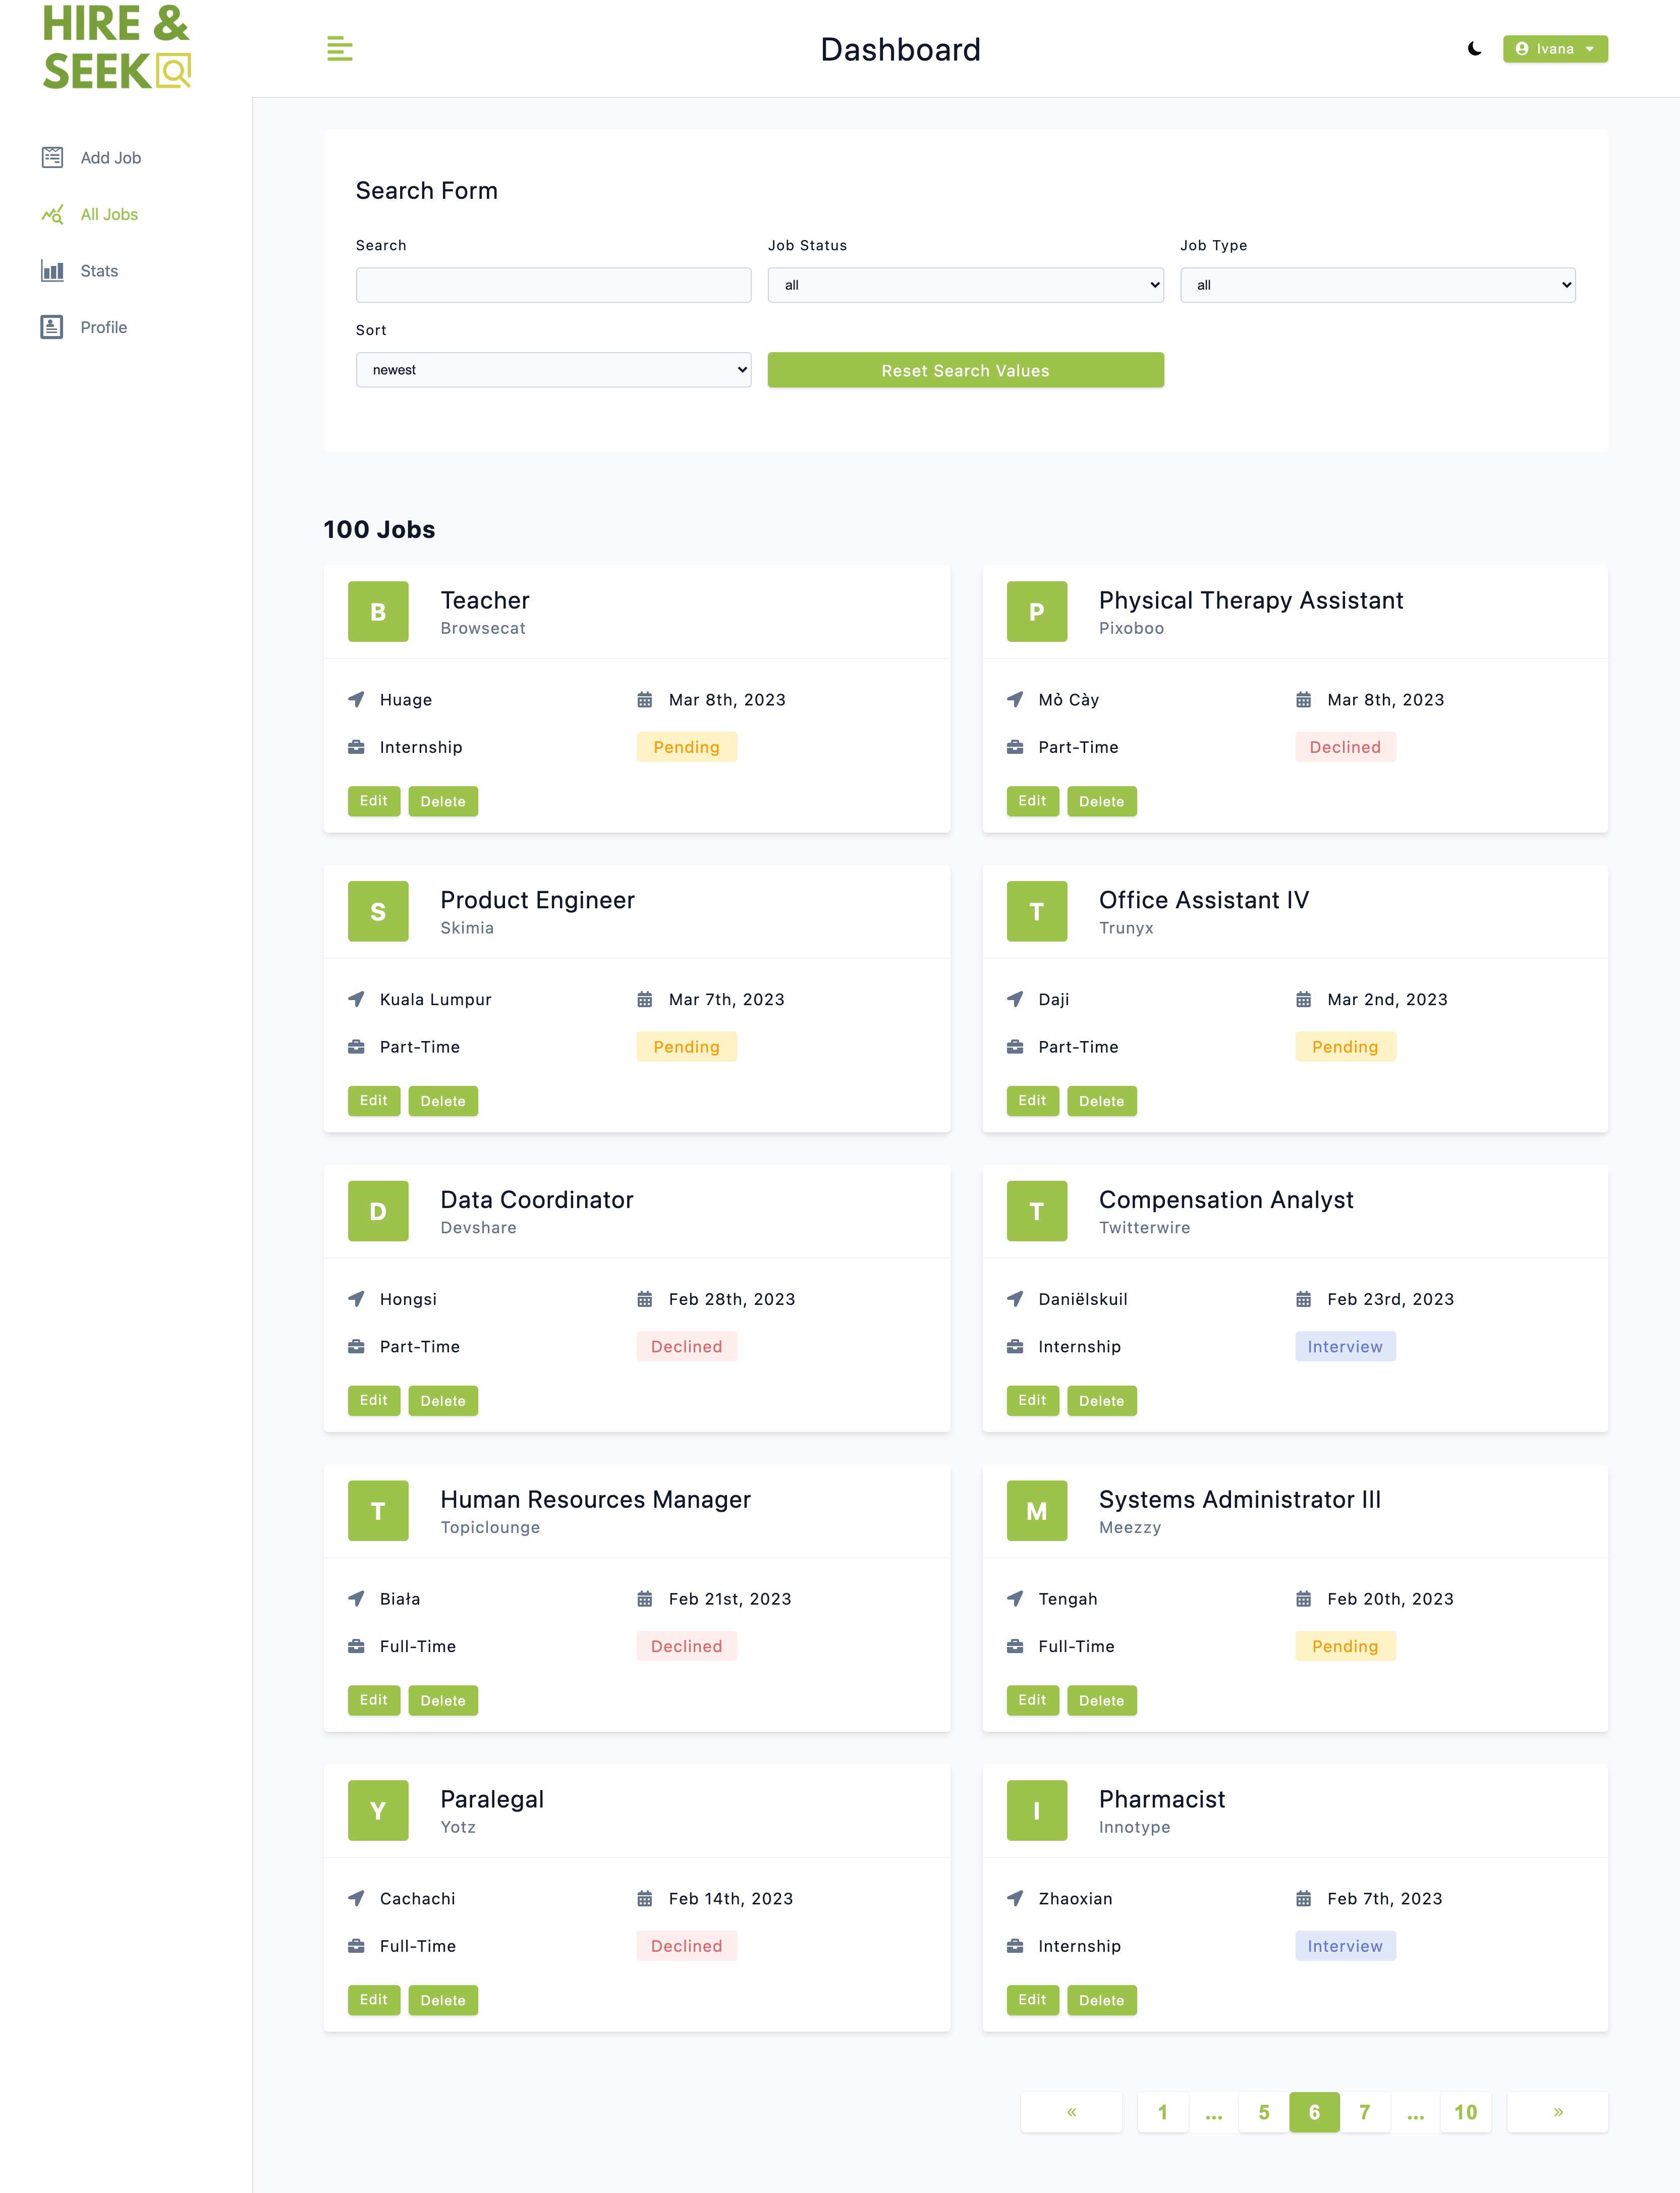 HIRE &
SEEK
Dashboard
Ivana
Add Job
All Jobs
Stats
Profile
Search Form
Search
Job Status
Job Type
all
all
Sort
newest
Reset Search Values
100 Jobs
B
Teacher
Browsecat
Huage
Mar 8th, 2023
Internship
Pending
Edit
Delete
P
Physical Therapy Assistant
Pixoboo
Mỏ Cày
Mar 8th, 2023
Part-Time
Declined
Edit
Delete
S
Product Engineer
Skimia
Kuala Lumpur
Mar 7th, 2023
Part-Time
Pending
Edit
Delete
T
Office Assistant IV
Trunyx
Daji
Mar 2nd, 2023
Part-Time
Pending
Edit
Delete
D
Data Coordinator
Devshare
Hongsi
Feb 28th, 2023
Part-Time
Declined
Edit
Delete
T
Compensation Analyst
Twitterwire
Daniëlskuil
Feb 23rd, 2023
Internship
Interview
Edit
Delete
T
Human Resources Manager
Topiclounge
Biała
Feb 21st, 2023
Full-Time
Declined
Edit
Delete
M
Systems Administrator III
Meezzy
Tengah
Feb 20th, 2023
Full-Time
Pending
Edit
Delete
Y
Paralegal
Yotz
Cachachi
Feb 14th, 2023
Full-Time
Declined
Edit
Delete
I
Pharmacist
Innotype
Zhaoxian
Feb 7th, 2023
Internship
Interview
Edit
Delete
« 1 ... 5 6 7 ... 10 »